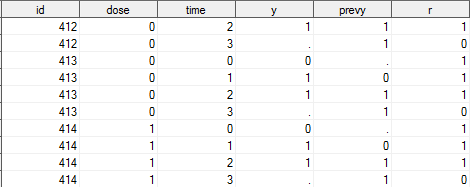 id dose time y prevy r
412 0 2 1 1 1
412 0 3 . 1 0
413 0 0 0 . 1
413 0 1 1 0 1
413 0 2 1 1 1
413 0 3 . 1 0
414 1 0 0 . 1
414 1 1 1 0 1
414 1 2 1 1 1
414 1 3 . 1 0